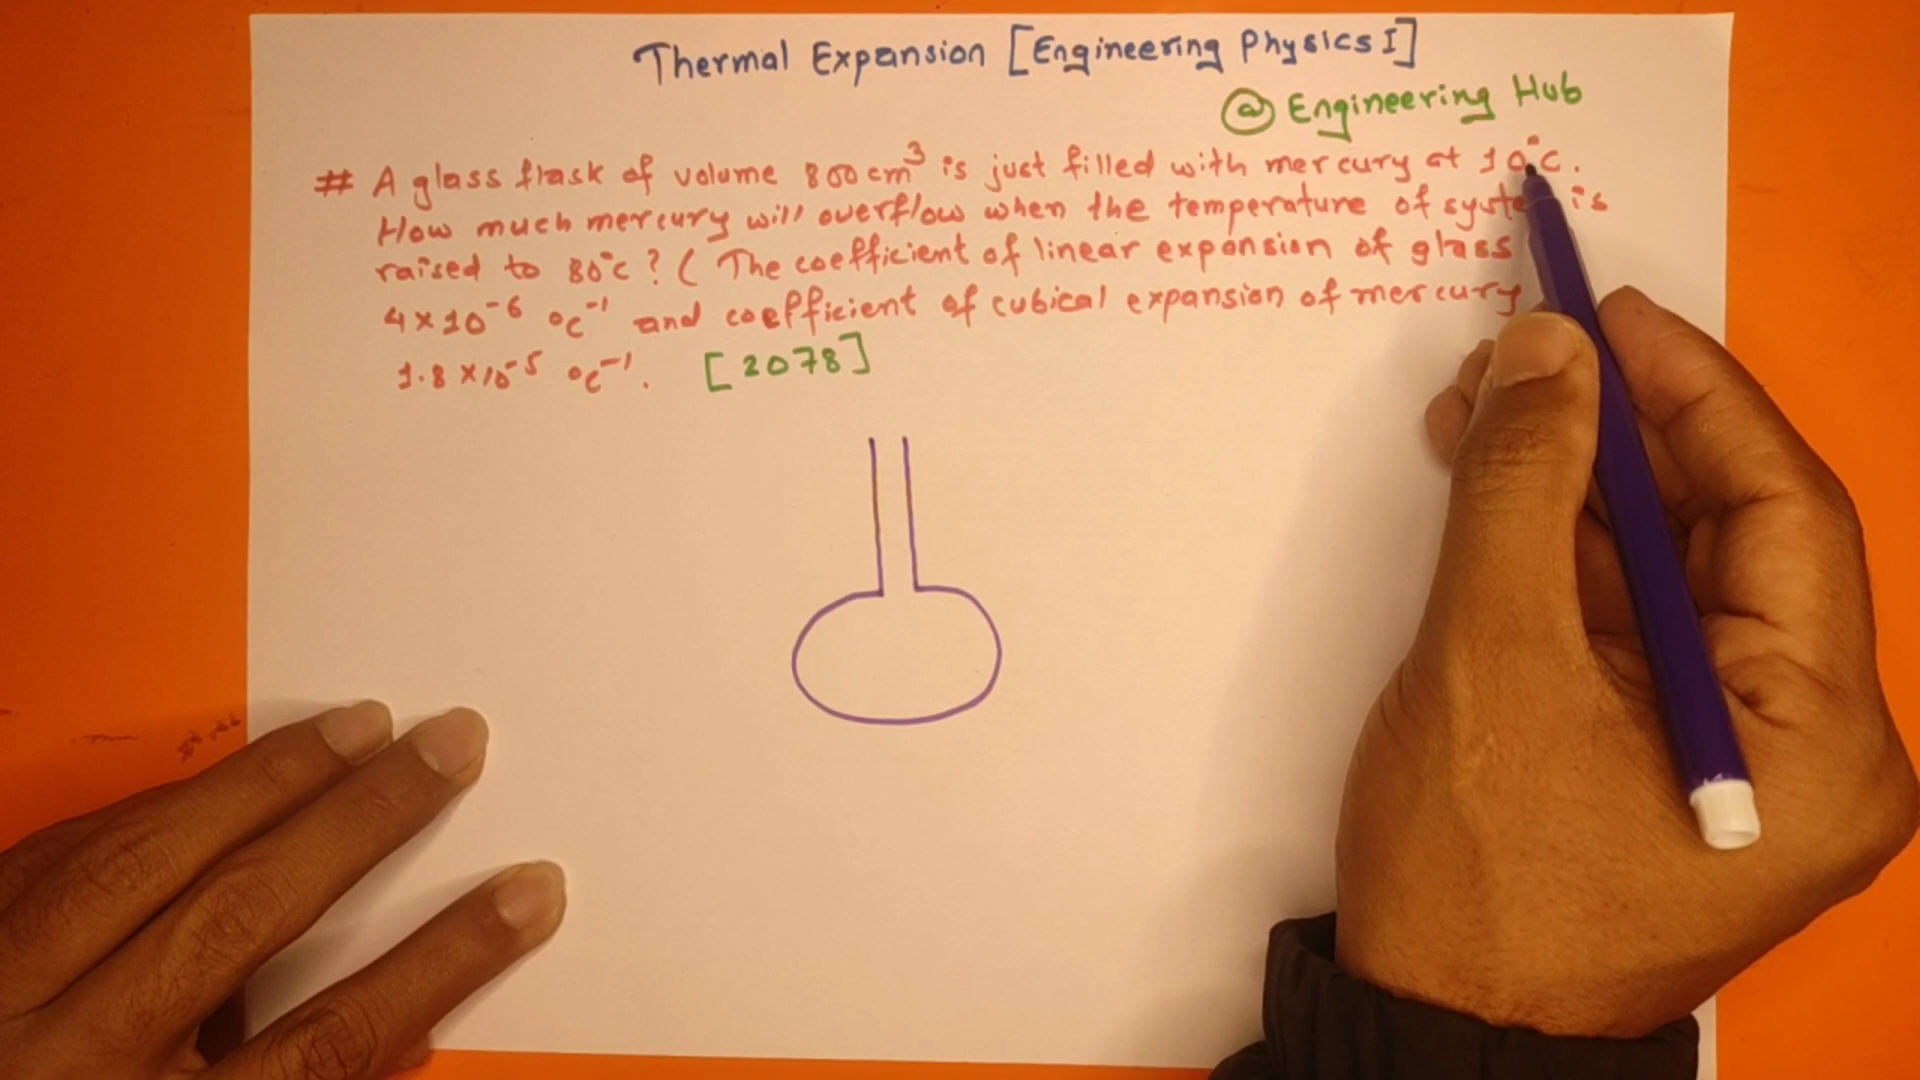 Thermal Expansion [Engineering Physics I]
@ Engineering Hub
# A glass flask of volume 800 cm³ is just filled with mercury at 10°C.
How much mercury will overflow when the temperature of is
raised to 80°C? (The coefficient of linear expansion of glass
4×10⁻⁶ °C⁻¹ and coefficient of cubical expansion of mercury
1.8×10⁻⁵ °C⁻¹. [2078]